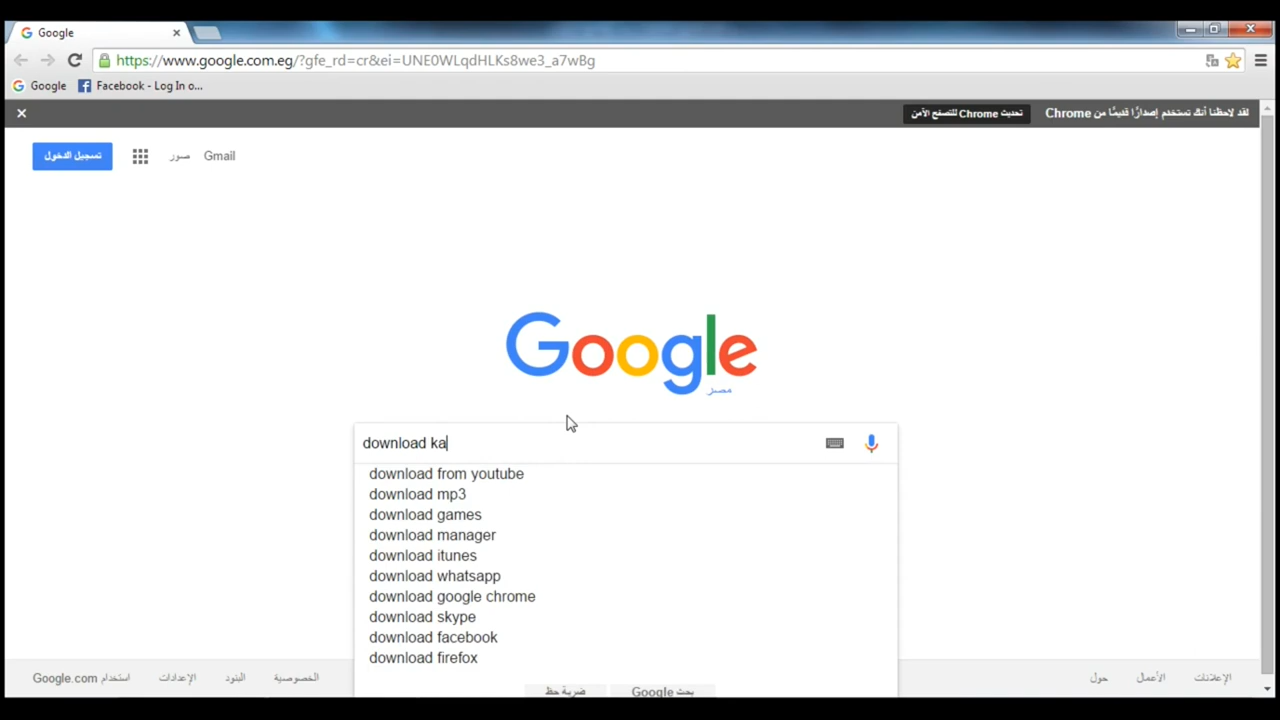 Google
https://www.google.com.eg/?gfe_rd=cr&ei=UNE0WLqdHLKs8we3_a7wBg
Google Facebook - Log In o...
لقد لاحظنا أنك تستخدم إصدارًا قديمًا من Chrome تحديث Chrome للتصفح الآمن
Gmail صور تسجيل الدخول
Google
مصر
download ka
download from youtube
download mp3
download games
download manager
download itunes
download whatsapp
download google chrome
download skype
download facebook
download firefox
بحث Google ضربة حظ
الإعلانات الأعمال حول الخصوصية البنود الإعدادات استخدام Google.com